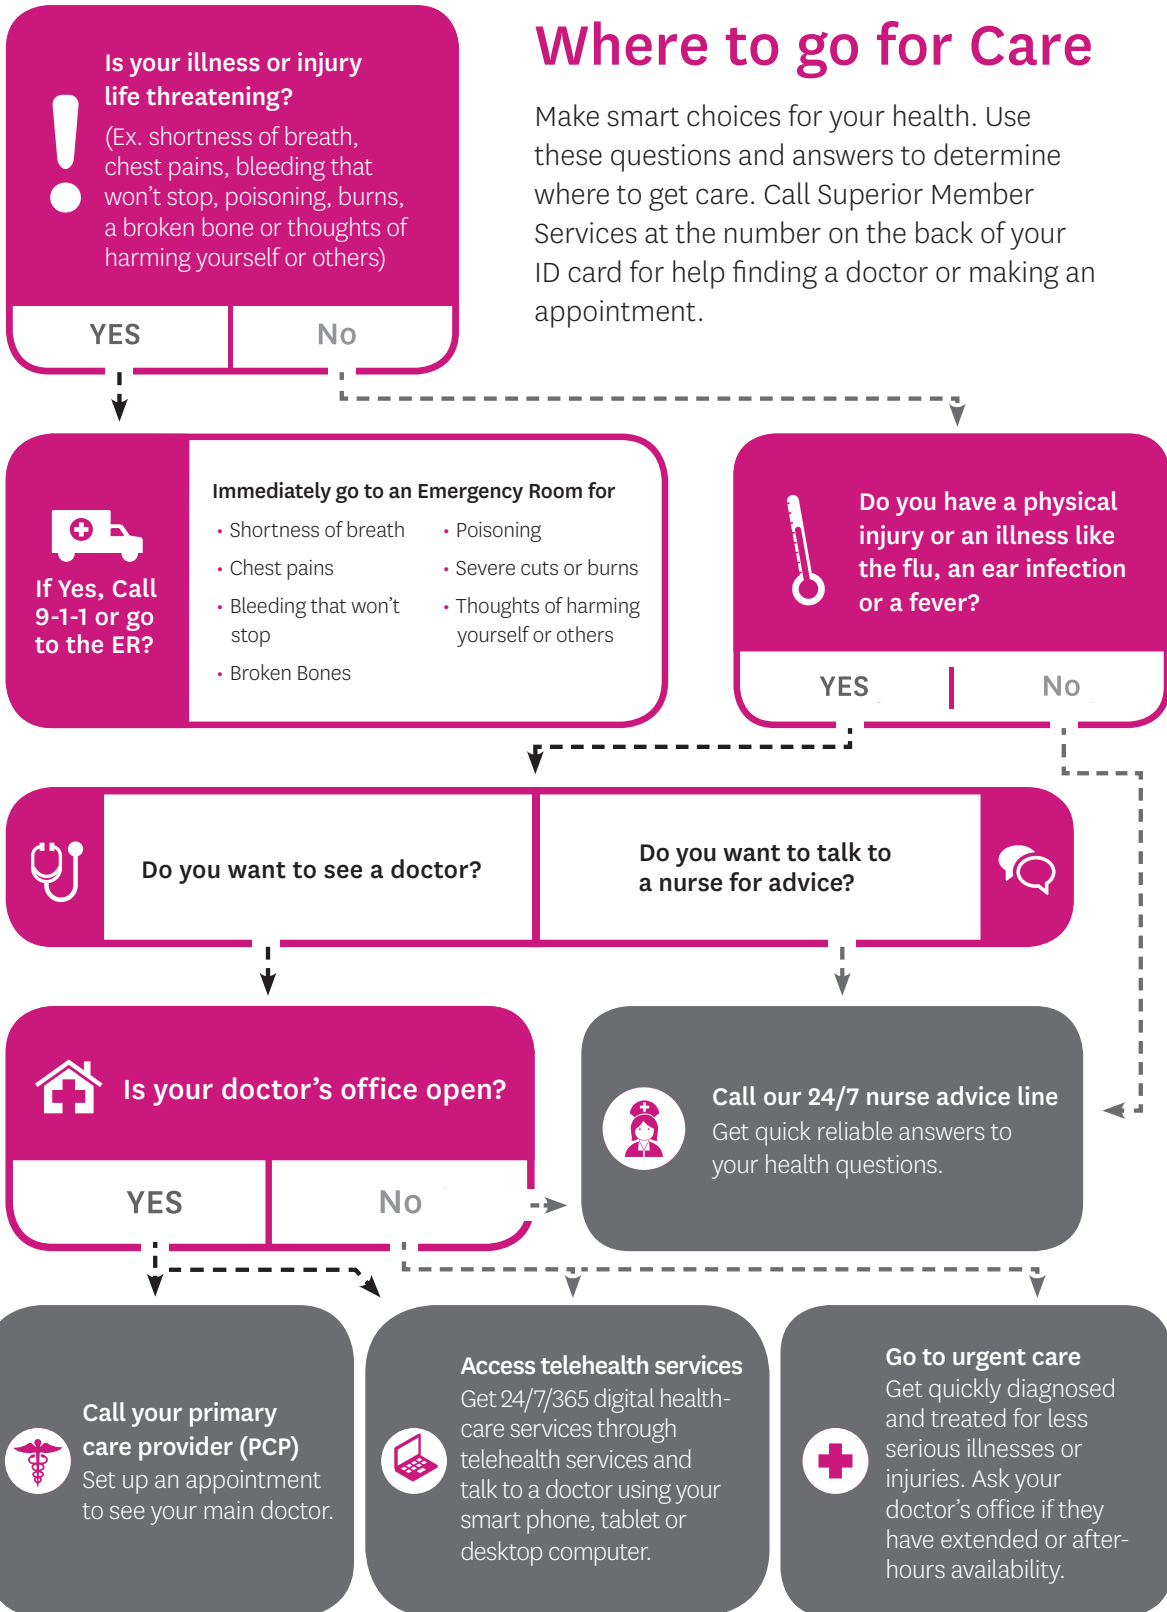 Where to go for Care
Make smart choices for your health. Use
these questions and answers to determine
where to get care. Call Superior Member
Services at the number on the back of your
ID card for help finding a doctor or making an
appointment.
Is your illness or injury
life threatening?
(Ex. shortness of breath,
chest pains, bleeding that
won't stop, poisoning, burns,
a broken bone or thoughts of
harming yourself or others)
YES
No
If Yes, Call
9-1-1 or go
to the ER?
Immediately go to an Emergency Room for
• Shortness of breath
• Chest pains
• Bleeding that won't
stop
• Broken Bones
• Poisoning
• Severe cuts or burns
• Thoughts of harming
yourself or others
Do you have a physical
injury or an illness like
the flu, an ear infection
or a fever?
YES
No
Do you want to see a doctor?
Do you want to talk to
a nurse for advice?
Is your doctor's office open?
YES
No
Call our 24/7 nurse advice line
Get quick reliable answers to
your health questions.
Call your primary
care provider (PCP)
Set up an appointment
to see your main doctor.
Access telehealth services
Get 24/7/365 digital health-
care services through
telehealth services and
talk to a doctor using your
smart phone, tablet or
desktop computer.
Go to urgent care
Get quickly diagnosed
and treated for less
serious illnesses or
injuries. Ask your
doctor's office if they
have extended or after-
hours availability.